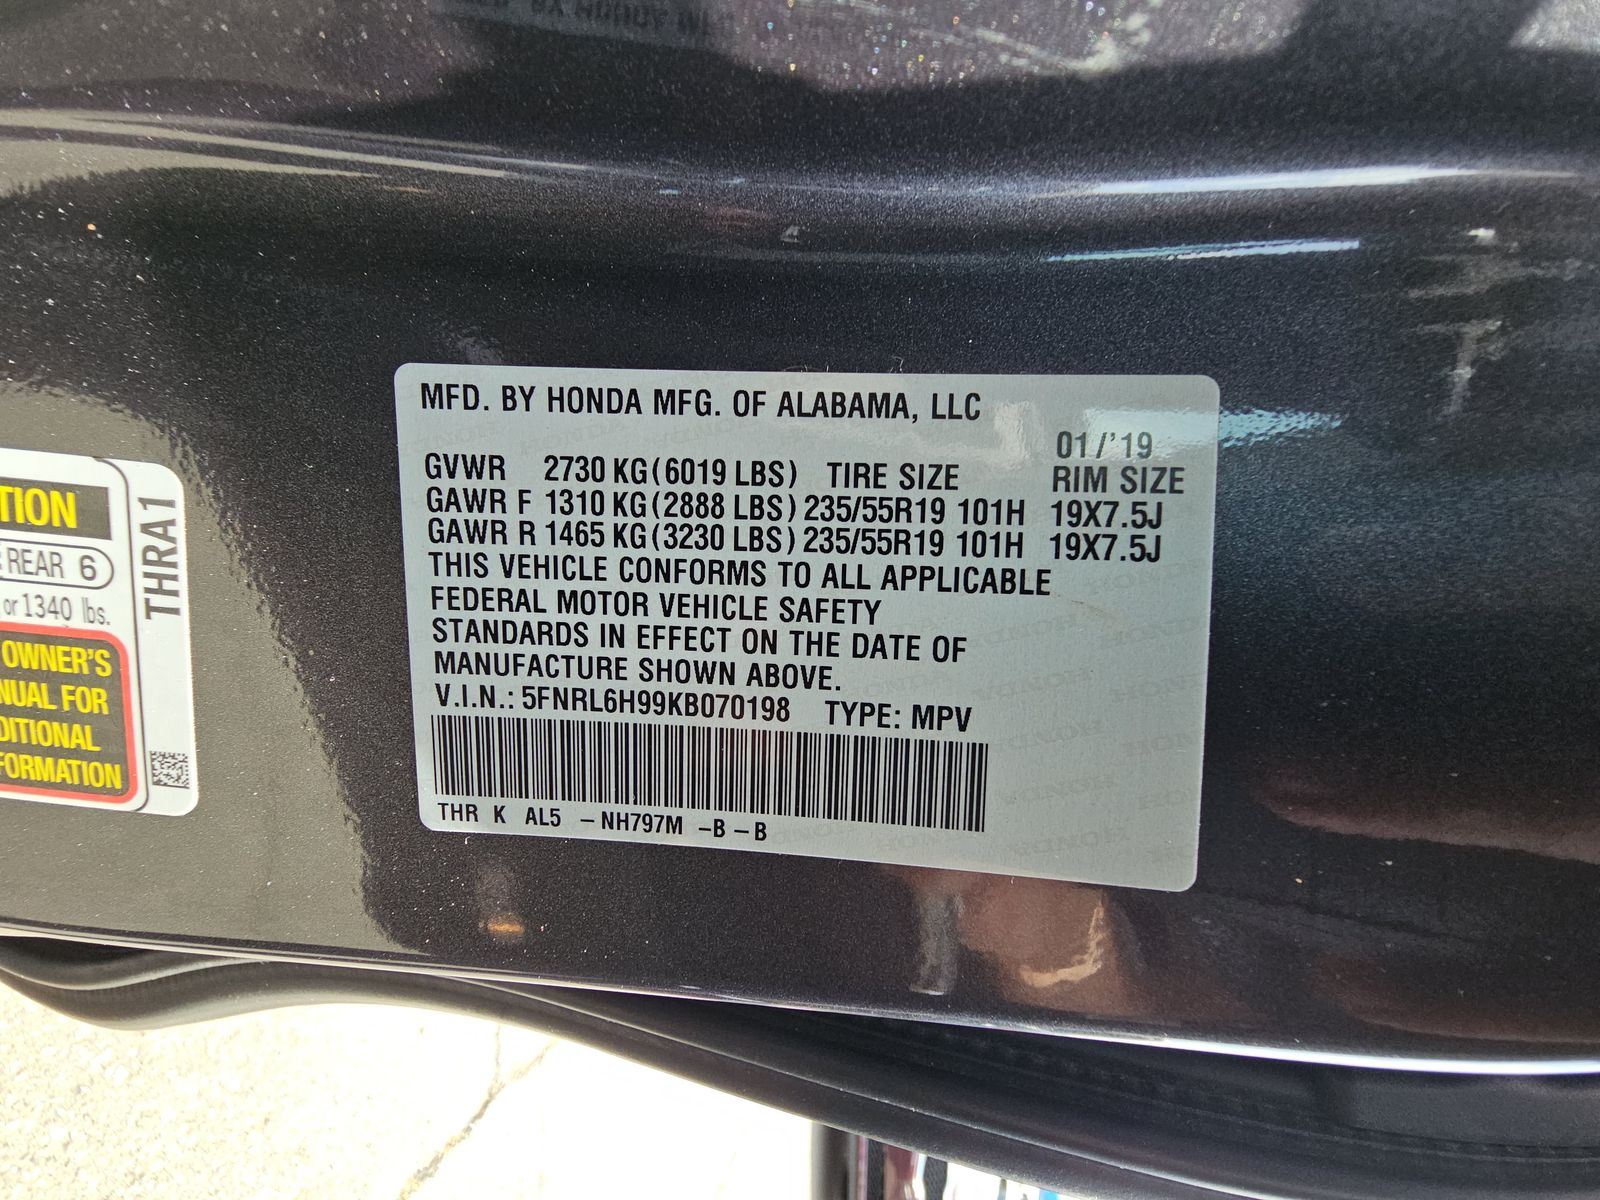 MFD. BY HONDA MFG. OF ALABAMA, LLC
01/'19
GVWR 2730 KG(6019 LBS) TIRE SIZE RIM SIZE
GAWR F 1310 KG(2888 LBS) 235/55R19 101H 19X7.5J
GAWR R 1465 KG(3230 LBS) 235/55R19 101H 19X7.5J
THIS VEHICLE CONFORMS TO ALL APPLICABLE
FEDERAL MOTOR VEHICLE SAFETY
STANDARDS IN EFFECT ON THE DATE OF
MANUFACTURE SHOWN ABOVE.
V.I.N.: 5FNRL6H99KB070198 TYPE: MPV
THR K AL5 -NH797M -B-B
TION
REAR 6
or 1340 lbs.
OWNER'S
NUAL FOR
DITIONAL
FORMATION
THRA1